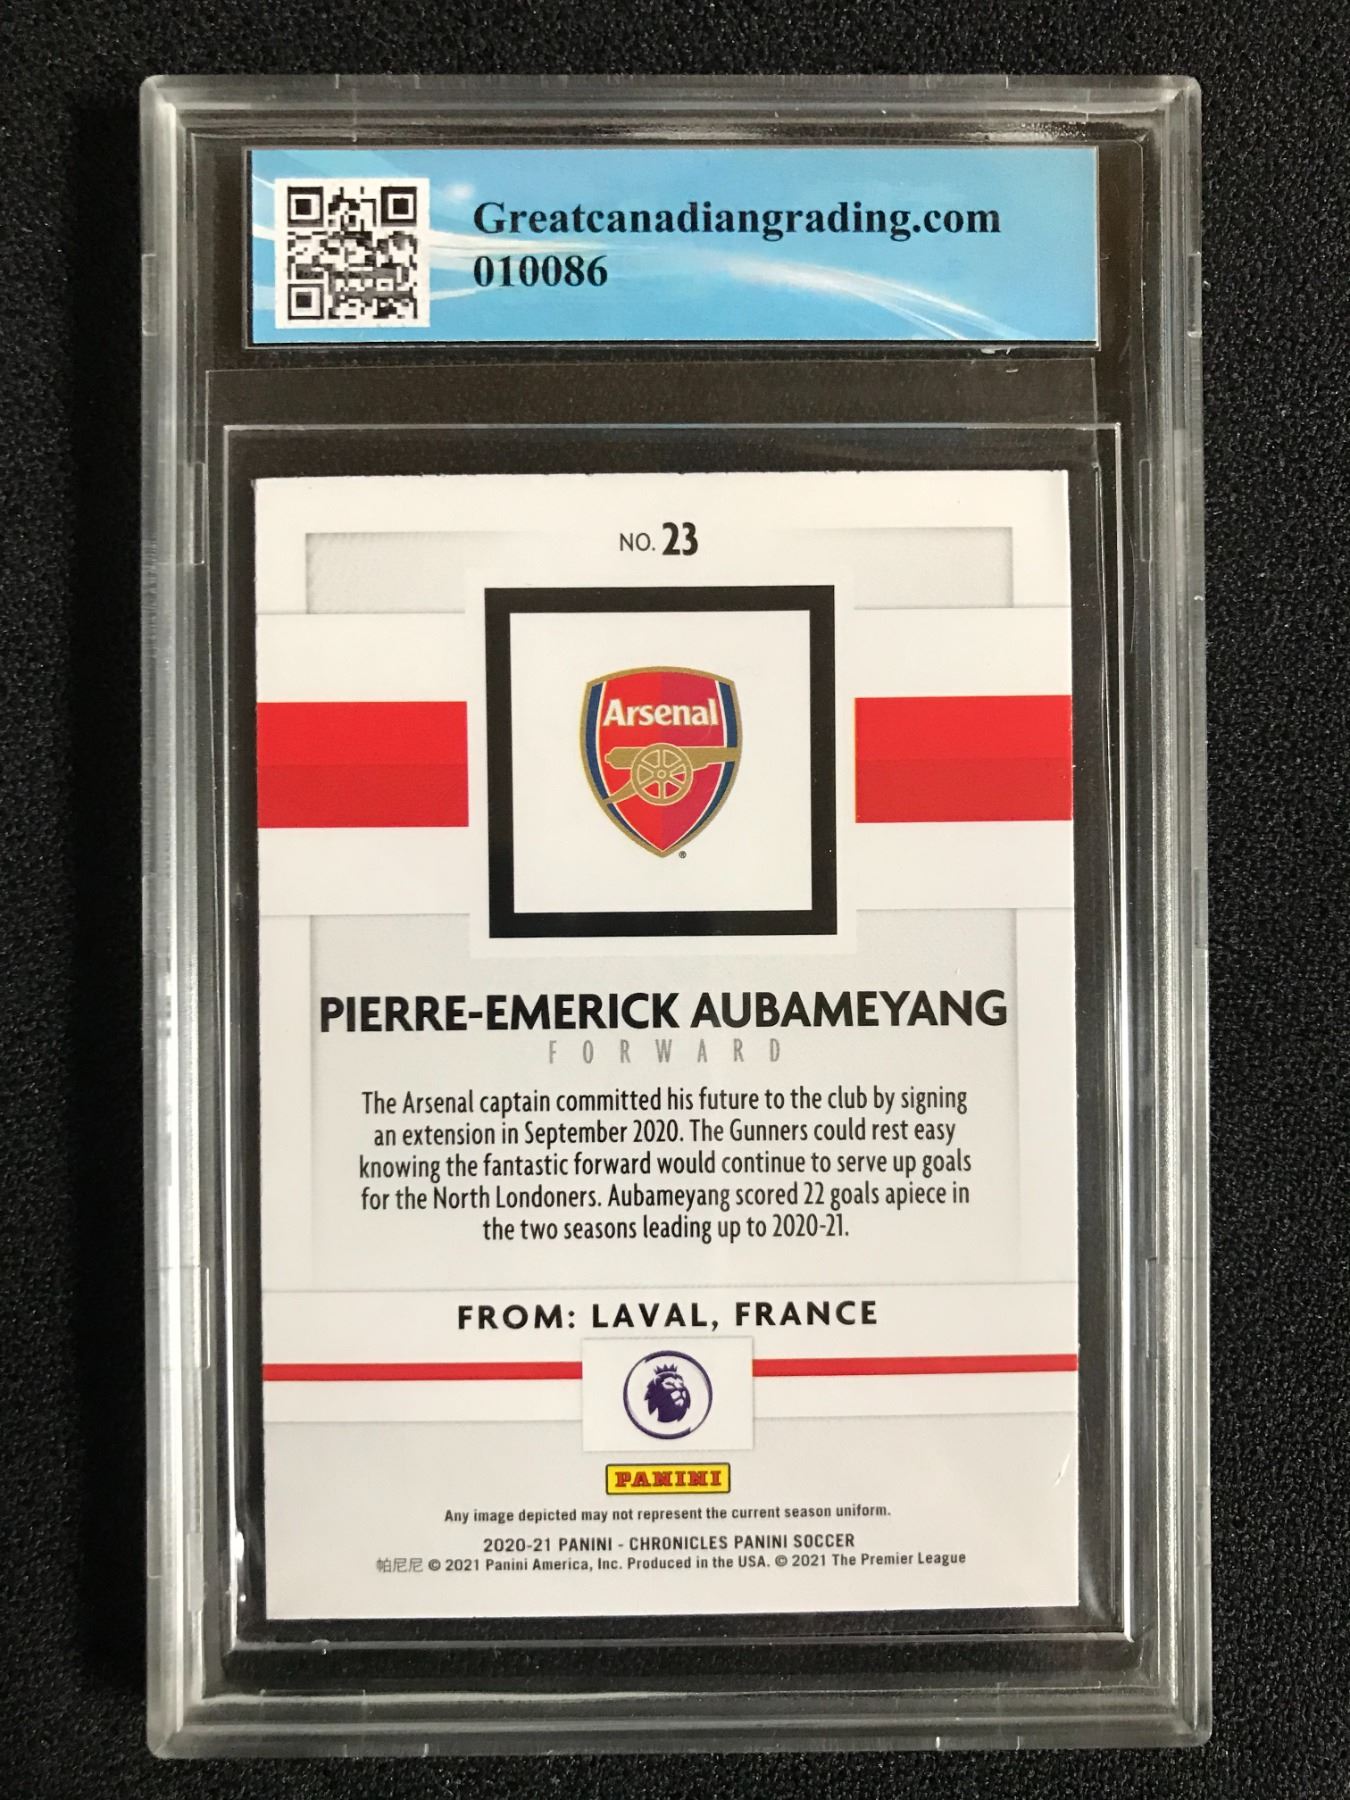 Greatcanadiangrading.com
010086
NO. 23
Arsenal
®
PIERRE-EMERICK AUBAMEYANG
FORWARD
The Arsenal captain committed his future to the club by signing
an extension in September 2020. The Gunners could rest easy
knowing the fantastic forward would continue to serve up goals
for the North Londoners. Aubameyang scored 22 goals apiece in
the two seasons leading up to 2020-21.
FROM: LAVAL, FRANCE
PANINI
Any image depicted may not represent the current season uniform.
2020-21 PANINI - CHRONICLES PANINI SOCCER
帕尼尼 © 2021 Panini America, Inc. Produced in the USA. © 2021 The Premier League